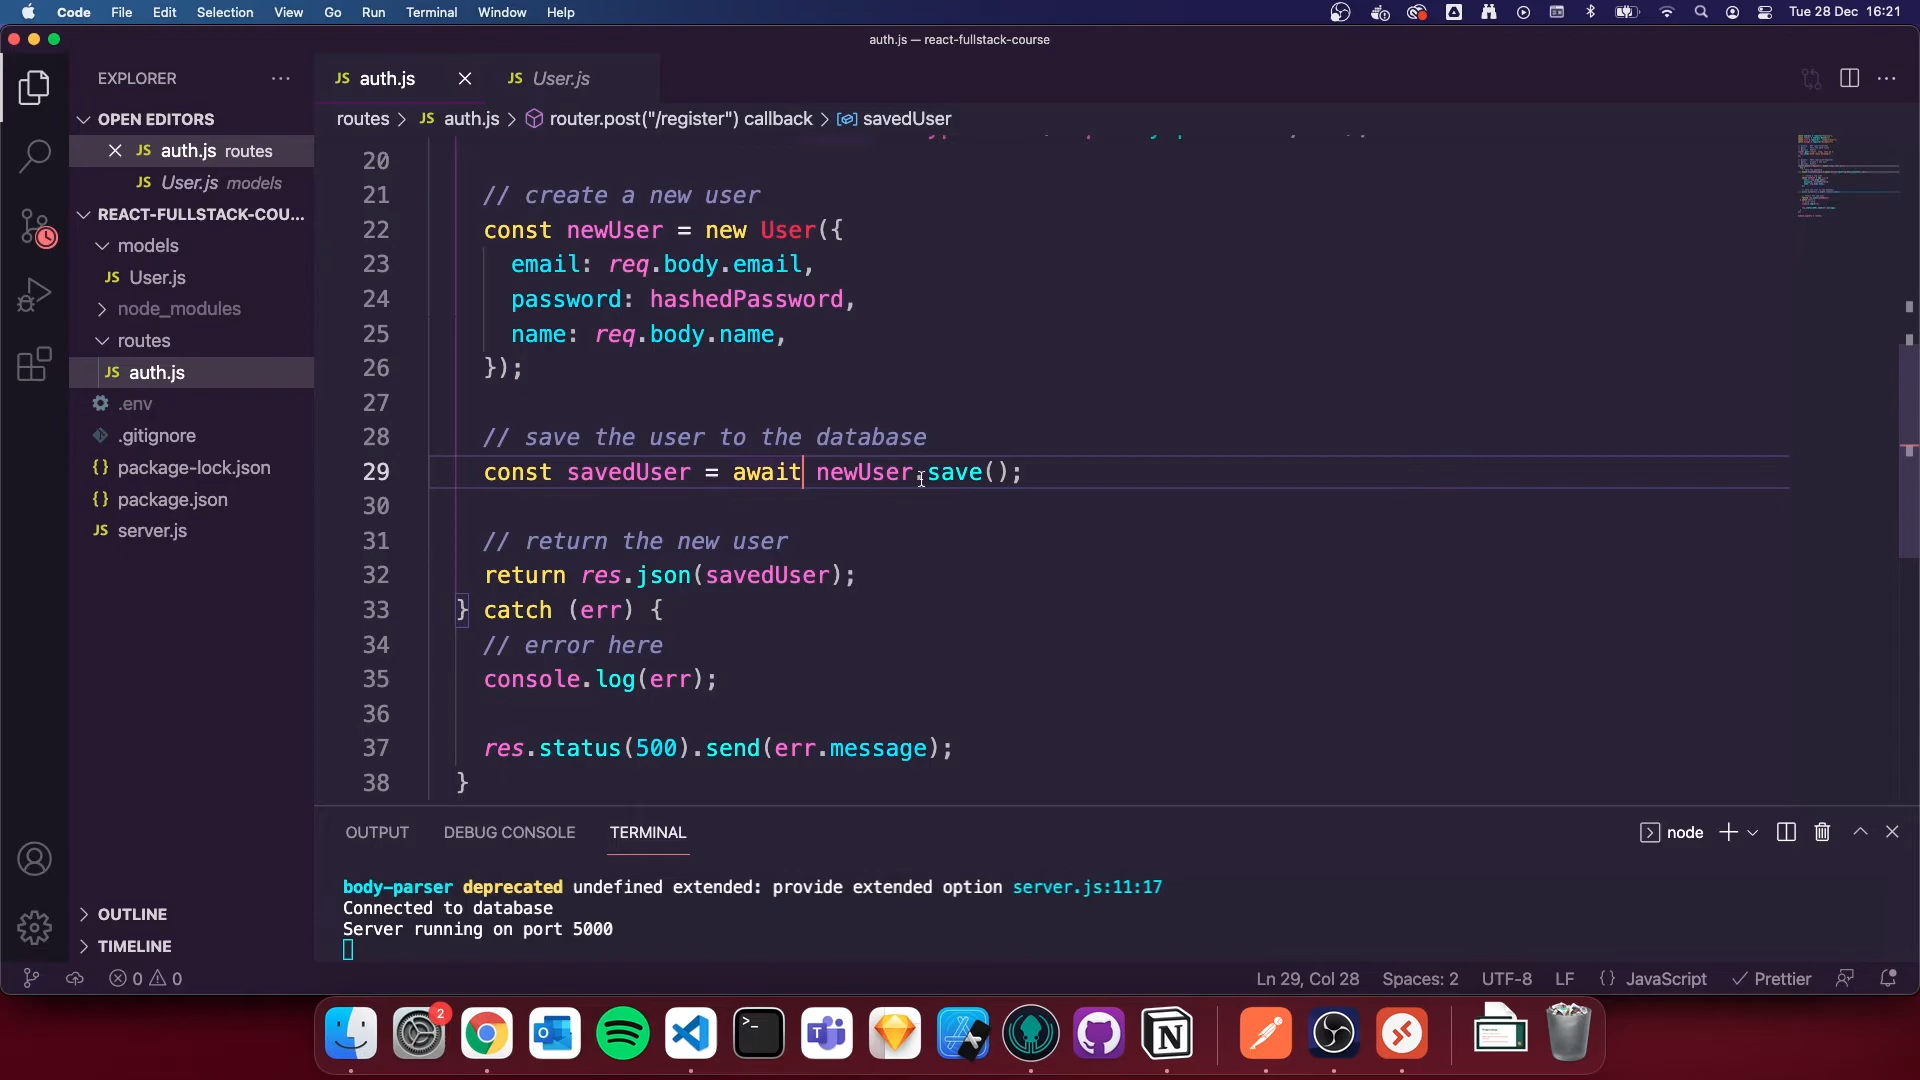 Code File Edit Selection View Go Run Terminal Window Help Tue 28 Dec 16:21
auth.js — react-fullstack-course
EXPLORER
JS auth.js
JS User.js
OPEN EDITORS
JS auth.js routes
JS User.js models
REACT-FULLSTACK-COU...
models
JS User.js
node_modules
routes
JS auth.js
.env
.gitignore
{} package-lock.json
{} package.json
JS server.js
OUTLINE
TIMELINE
routes > JS auth.js > router.post("/register") callback > savedUser
20
21 // create a new user
22 const newUser = new User({
23 email: req.body.email,
24 password: hashedPassword,
25 name: req.body.name,
26 });
27
28 // save the user to the database
29 const savedUser = await newUser.save();
30
31 // return the new user
32 return res.json(savedUser);
33 } catch (err) {
34 // error here
35 console.log(err);
36
37 res.status(500).send(err.message);
38 }
OUTPUT DEBUG CONSOLE TERMINAL node
body-parser deprecated undefined extended: provide extended option server.js:11:17
Connected to database
Server running on port 5000
0 0 Ln 29, Col 28 Spaces: 2 UTF-8 LF {} JavaScript Prettier
2